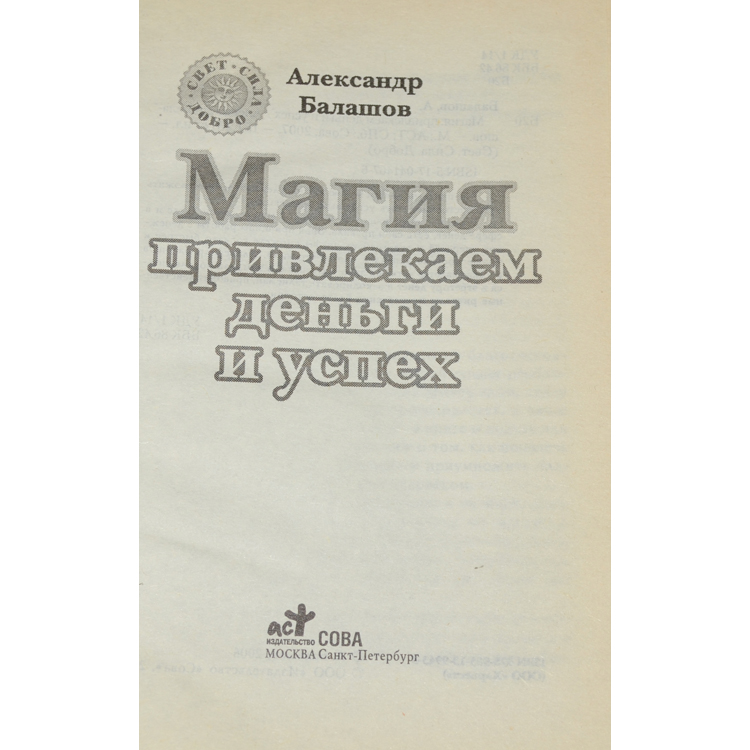 СВЕТ · СИЛА
ДОБРО
Александр
Балашов
Магия
привлекаем
деньги
и успех
аст
ИЗДАТЕЛЬСТВО СОВА
МОСКВА Санкт-Петербург